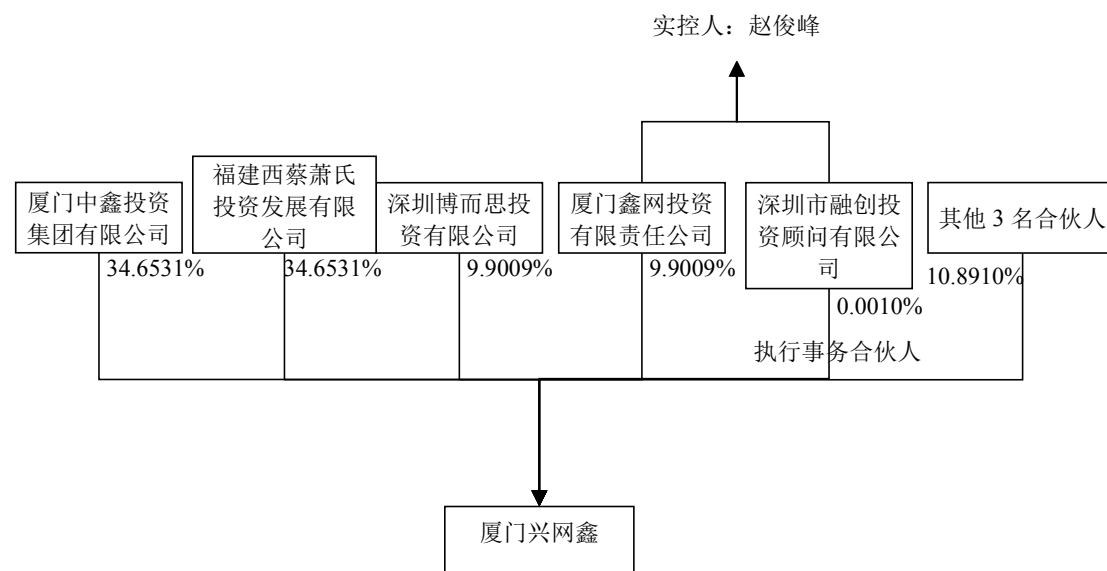 实控人：赵俊峰
厦门中鑫投资
集团有限公司
福建西蔡萧氏
投资发展有限
公司
深圳博而思投
资有限公司
厦门鑫网投资
有限责任公司
深圳市融创投
资顾问有限公
司
其他 3 名合伙人
34.6531%
34.6531%
9.9009%
9.9009%
0.0010%
10.8910%
执行事务合伙人
厦门兴网鑫